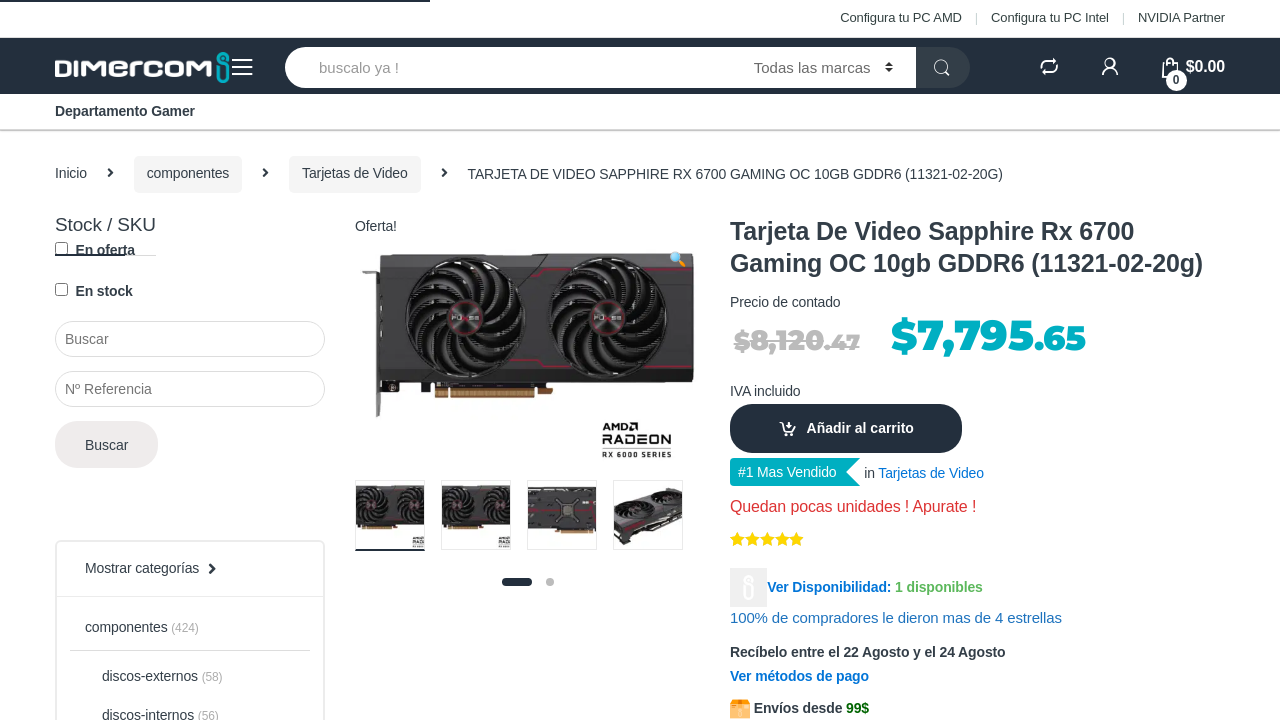 Configura tu PC AMD
Configura tu PC Intel
NVIDIA Partner
DIMERCOM
buscalo ya !
Todas las marcas
0
$0.00
Departamento Gamer
Inicio
componentes
Tarjetas de Video
TARJETA DE VIDEO SAPPHIRE RX 6700 GAMING OC 10GB GDDR6 (11321-02-20G)
Stock / SKU
En oferta
En stock
Buscar
Nº Referencia
Buscar
Mostrar categorías
componentes (424)
discos-externos (58)
discos-internos (56)
Oferta!
AMD
RADEON
RX 6000 SERIES
Tarjeta De Video Sapphire Rx 6700
Gaming OC 10gb GDDR6 (11321-02-20g)
Precio de contado
$8,120.47 $7,795.65
IVA incluido
Añadir al carrito
#1 Mas Vendido in Tarjetas de Video
Quedan pocas unidades ! Apurate !
Ver Disponibilidad: 1 disponibles
100% de compradores le dieron mas de 4 estrellas
Recíbelo entre el 22 Agosto y el 24 Agosto
Ver métodos de pago
Envíos desde 99$